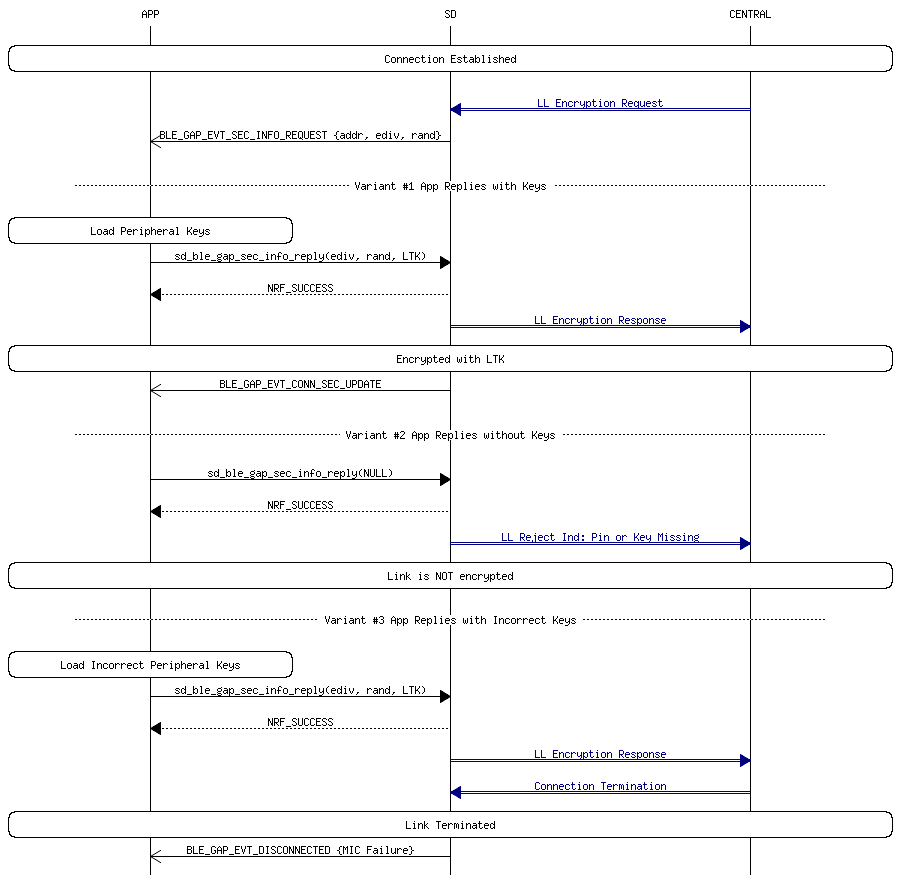 APP SD CENTRAL
Connection Established
LL Encryption Request
BLE_GAP_EVT_SEC_INFO_REQUEST {addr, ediv, rand}
Variant #1 App Replies with Keys
Load Peripheral Keys
sd_ble_gap_sec_info_reply(ediv, rand, LTK)
NRF_SUCCESS
LL Encryption Response
Encrypted with LTK
BLE_GAP_EVT_CONN_SEC_UPDATE
Variant #2 App Replies without Keys
sd_ble_gap_sec_info_reply(NULL)
NRF_SUCCESS
LL Reject Ind: Pin or Key Missing
Link is NOT encrypted
Variant #3 App Replies with Incorrect Keys
Load Incorrect Peripheral Keys
sd_ble_gap_sec_info_reply(ediv, rand, LTK)
NRF_SUCCESS
LL Encryption Response
Connection Termination
Link Terminated
BLE_GAP_EVT_DISCONNECTED {MIC Failure}